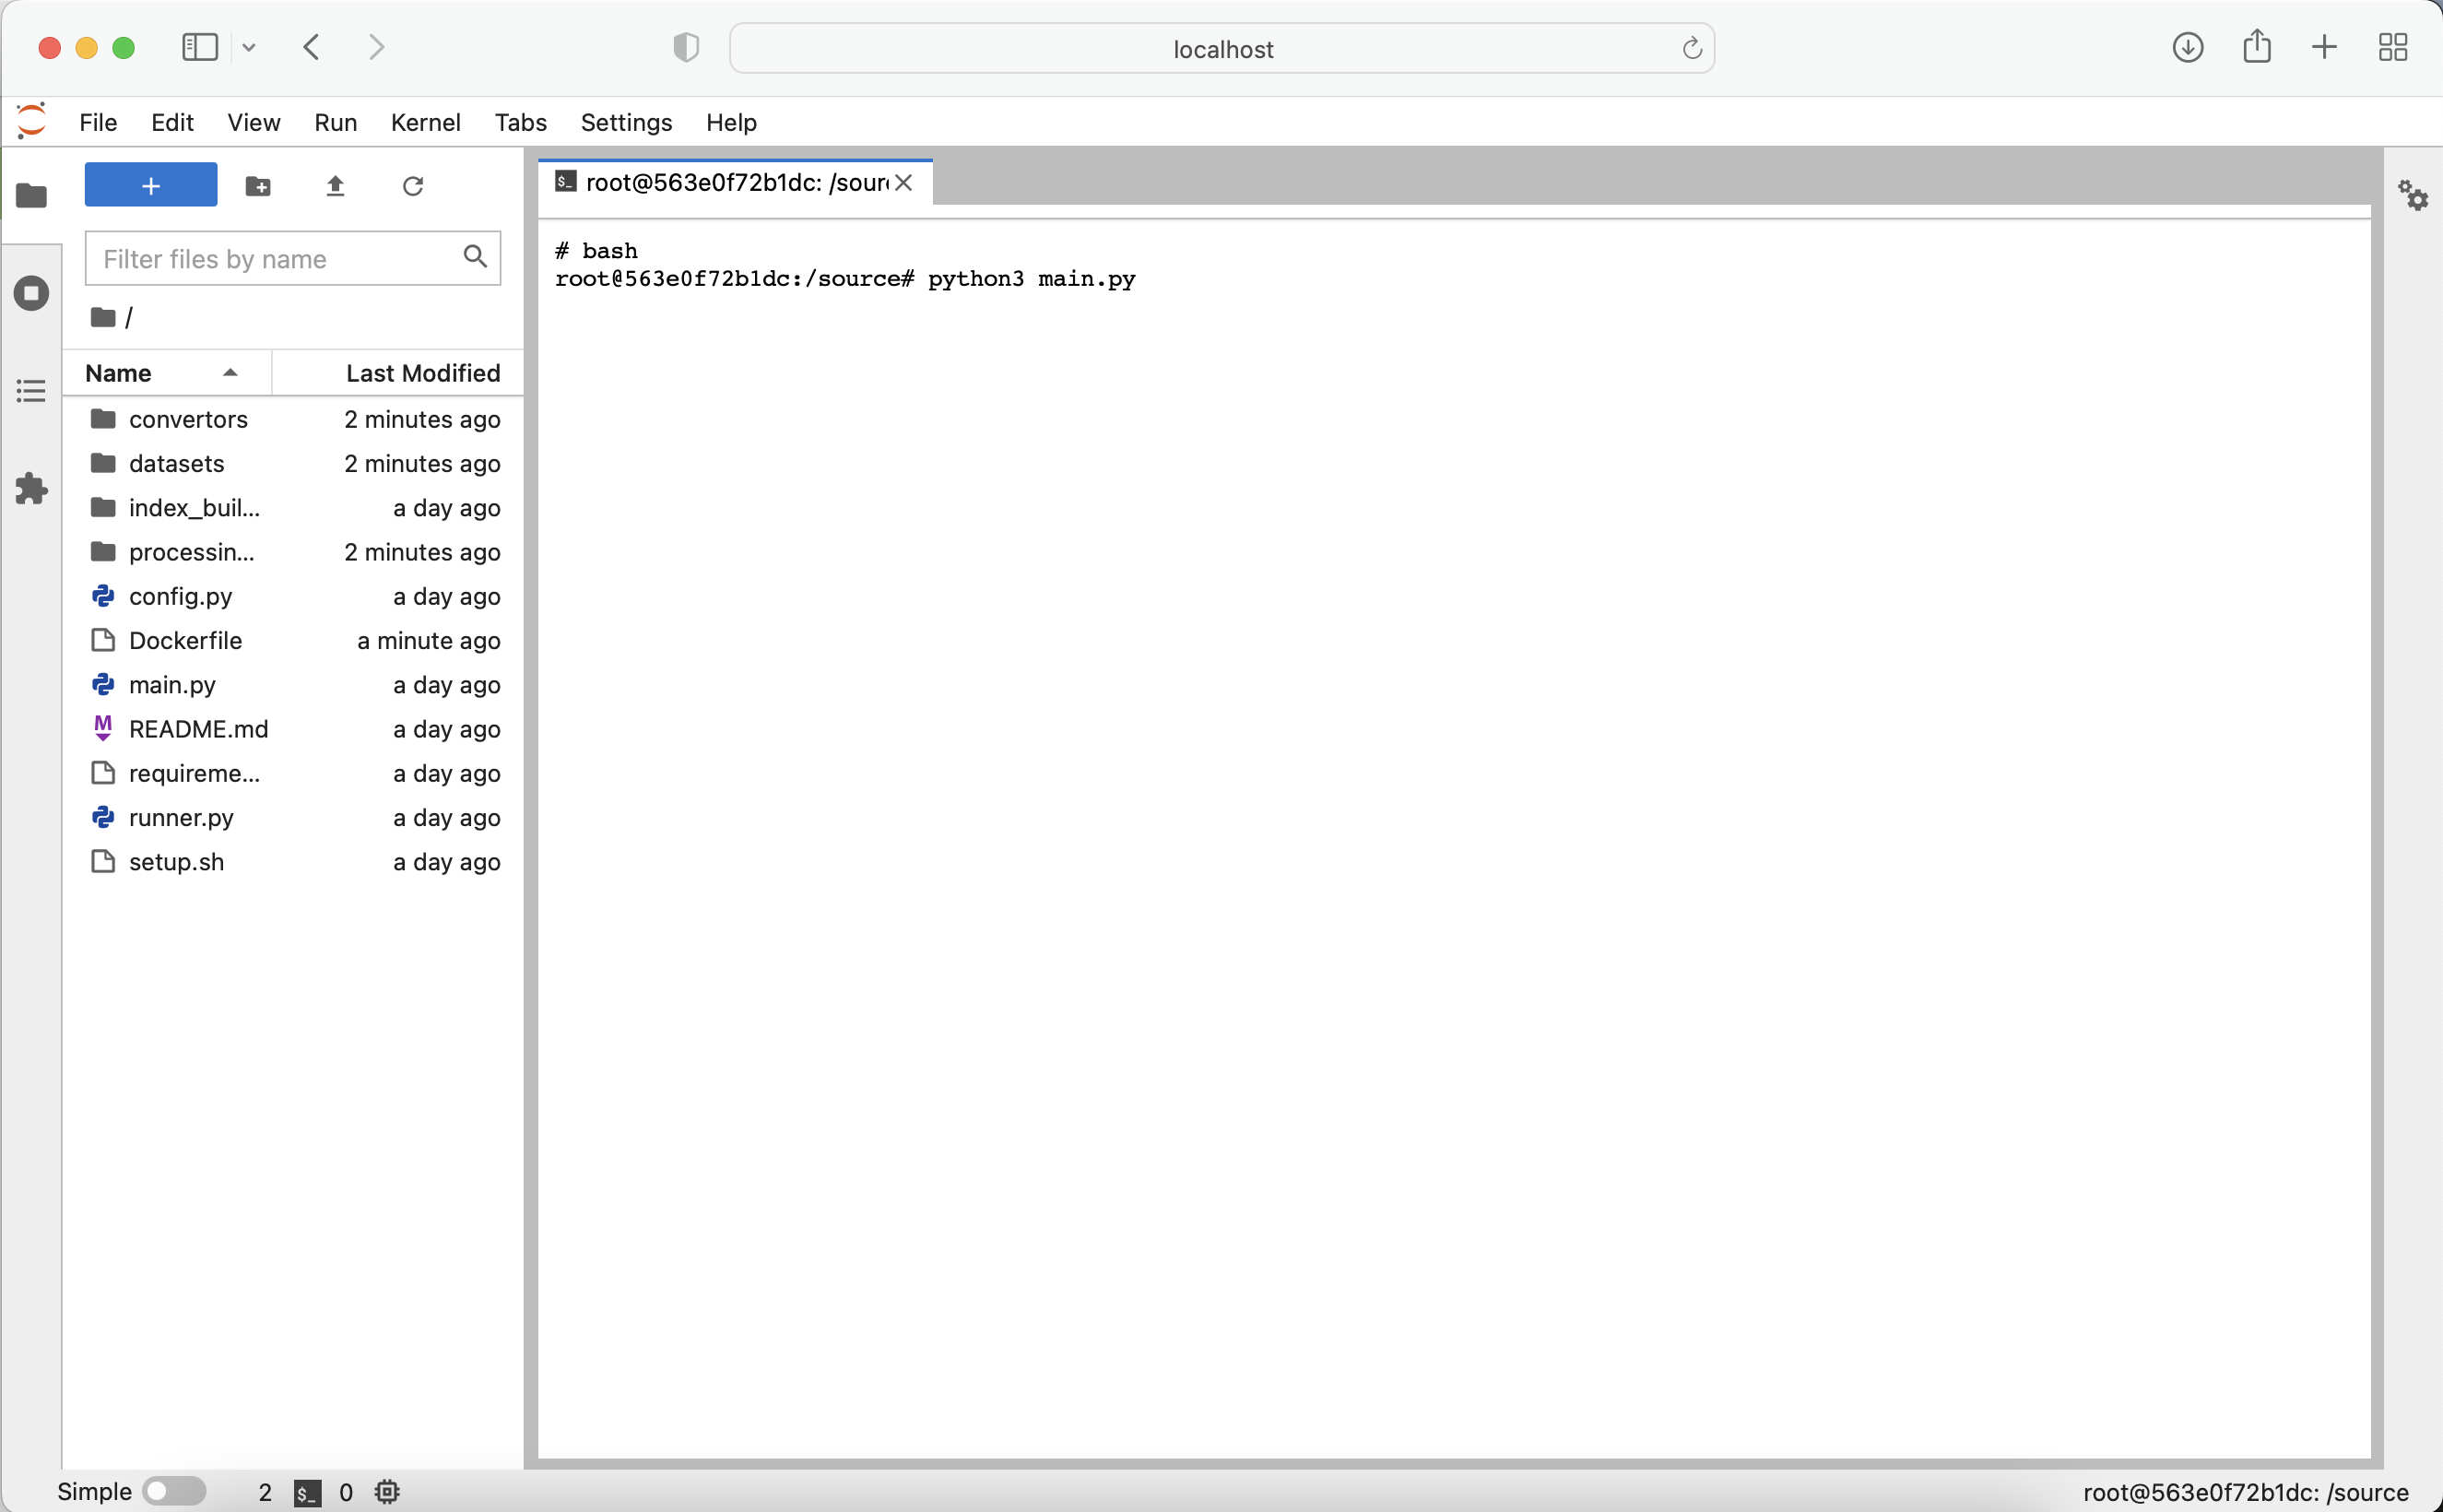 localhost
File Edit View Run Kernel Tabs Settings Help
root@563e0f72b1dc: /sour
Filter files by name
/
Name Last Modified
convertors 2 minutes ago
datasets 2 minutes ago
index_buil... a day ago
processin... 2 minutes ago
config.py a day ago
Dockerfile a minute ago
main.py a day ago
README.md a day ago
requireme... a day ago
runner.py a day ago
setup.sh a day ago
# bash
root@563e0f72b1dc:/source# python3 main.py
Simple 2 $_ 0
root@563e0f72b1dc: /source